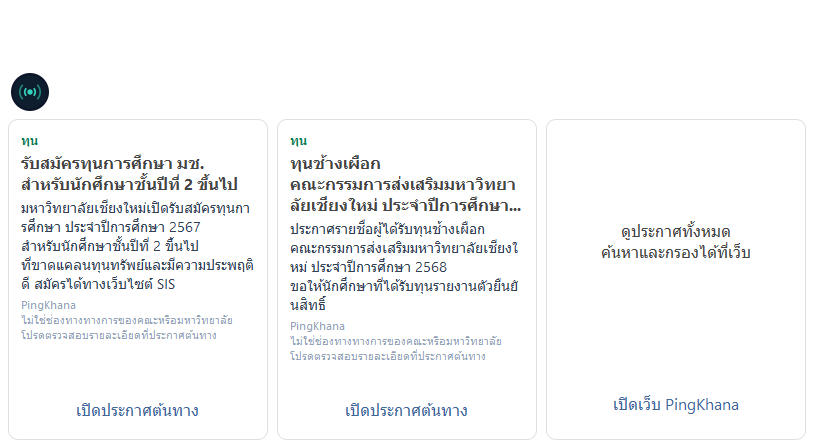 ทุน
รับสมัครทุนการศึกษา มช.
สำหรับนักศึกษาชั้นปีที่ 2 ขึ้นไป
มหาวิทยาลัยเชียงใหม่เปิดรับสมัครทุนกา
รศึกษา ประจำปีการศึกษา 2567
สำหรับนักศึกษาชั้นปีที่ 2 ขึ้นไป
ที่ขาดแคลนทุนทรัพย์และมีความประพฤติ
ดี สมัครได้ทางเว็บไซต์ SIS
PingKhana
ไม่ใช่ช่องทางทางการของคณะหรือมหาวิทยาลัย
โปรดตรวจสอบรายละเอียดที่ประกาศต้นทาง
เปิดประกาศต้นทาง
ทุน
ทุนช้างเผือก
คณะกรรมการส่งเสริมมหาวิทยา
ลัยเชียงใหม่ ประจำปีการศึกษา...
ประกาศรายชื่อผู้ได้รับทุนช้างเผือก
คณะกรรมการส่งเสริมมหาวิทยาลัยเชียงใ
หม่ ประจำปีการศึกษา 2568
ขอให้นักศึกษาที่ได้รับทุนรายงานตัวยืนยั
นสิทธิ์
PingKhana
ไม่ใช่ช่องทางทางการของคณะหรือมหาวิทยาลัย
โปรดตรวจสอบรายละเอียดที่ประกาศต้นทาง
เปิดประกาศต้นทาง
ดูประกาศทั้งหมด
ค้นหาและกรองได้ที่เว็บ
เปิดเว็บ PingKhana